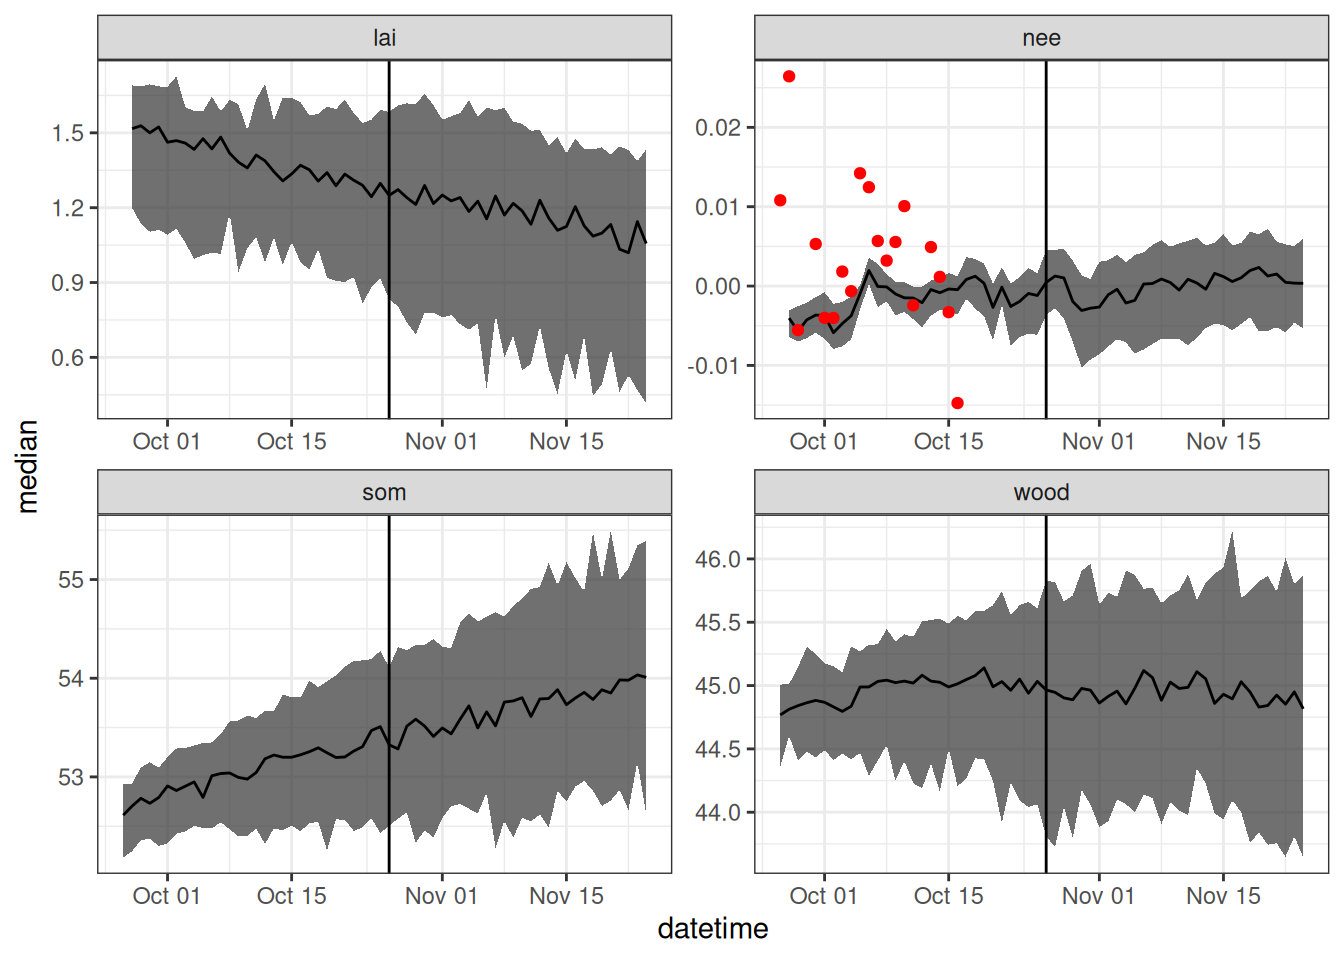 lai
nee
1.5
1.2
0.9
0.6
0.02
0.01
0.00
-0.01
Oct 01 Oct 15 Nov 01 Nov 15
Oct 01 Oct 15 Nov 01 Nov 15
median
som
wood
55
54
53
46.0
45.5
45.0
44.5
44.0
Oct 01 Oct 15 Nov 01 Nov 15
Oct 01 Oct 15 Nov 01 Nov 15
datetime